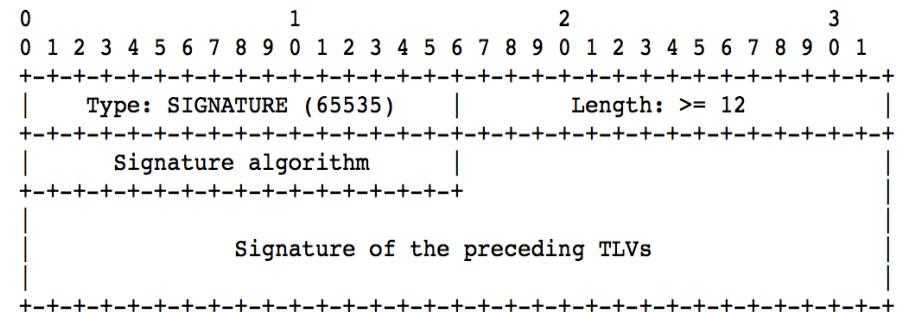 0                   1                   2                   3
0 1 2 3 4 5 6 7 8 9 0 1 2 3 4 5 6 7 8 9 0 1 2 3 4 5 6 7 8 9 0 1
+-+-+-+-+-+-+-+-+-+-+-+-+-+-+-+-+-+-+-+-+-+-+-+-+-+-+-+-+-+-+-+-+
|    Type: SIGNATURE (65535)    |        Length: >= 12          |
+-+-+-+-+-+-+-+-+-+-+-+-+-+-+-+-+-+-+-+-+-+-+-+-+-+-+-+-+-+-+-+-+
|      Signature algorithm      |                               |
+-+-+-+-+-+-+-+-+-+-+-+-+-+-+-+-+                               |
|                                                               |
|               Signature of the preceding TLVs                 |
|                                                               |
+-+-+-+-+-+-+-+-+-+-+-+-+-+-+-+-+-+-+-+-+-+-+-+-+-+-+-+-+-+-+-+-+